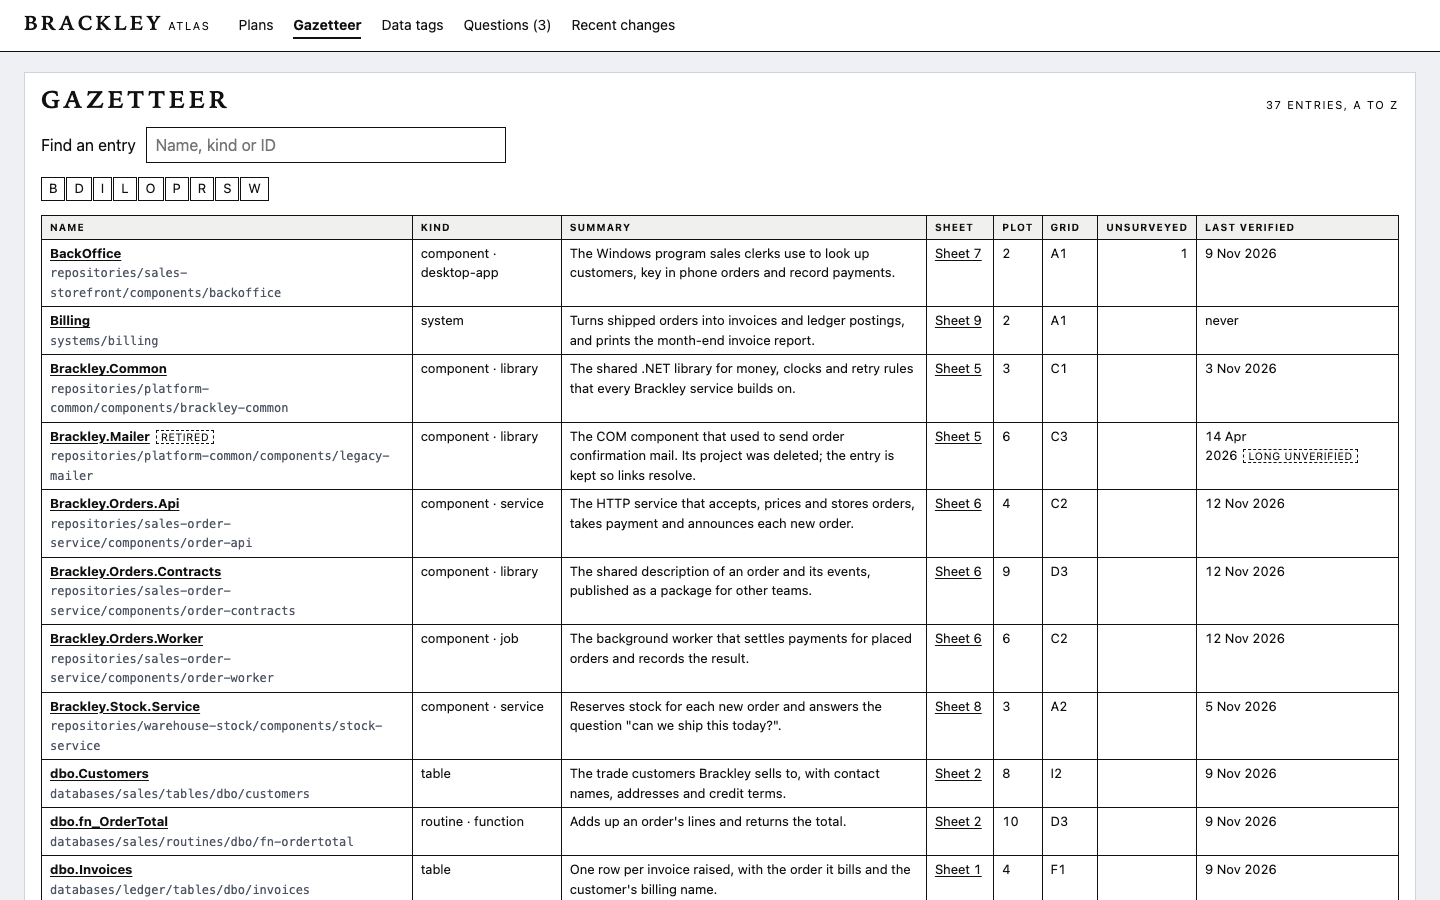 BRACKLEY ATLAS Plans Gazetteer Data tags Questions (3) Recent changes
GAZETTEER
37 ENTRIES, A TO Z
Find an entry Name, kind or ID
B D I L O P R S W
NAME KIND SUMMARY SHEET PLOT GRID UNSURVEYED LAST VERIFIED
BackOffice component · The Windows program sales clerks use to look up Sheet 7 2 A1 1 9 Nov 2026
repositories/sales- desktop-app customers, key in phone orders and record payments.
storefront/components/backoffice
Billing system Turns shipped orders into invoices and ledger postings, Sheet 9 2 A1 never
systems/billing and prints the month-end invoice report.
Brackley.Common component · library The shared .NET library for money, clocks and retry rules Sheet 5 3 C1 3 Nov 2026
repositories/platform- that every Brackley service builds on.
common/components/brackley-common
Brackley.Mailer RETIRED component · library The COM component that used to send order Sheet 5 6 C3 14 Apr
repositories/platform-common/components/legacy- confirmation mail. Its project was deleted; the entry is 2026 LONG UNVERIFIED
mailer kept so links resolve.
Brackley.Orders.Api component · service The HTTP service that accepts, prices and stores orders, Sheet 6 4 C2 12 Nov 2026
repositories/sales-order- takes payment and announces each new order.
service/components/order-api
Brackley.Orders.Contracts component · library The shared description of an order and its events, Sheet 6 9 D3 12 Nov 2026
repositories/sales-order- published as a package for other teams.
service/components/order-contracts
Brackley.Orders.Worker component · job The background worker that settles payments for placed Sheet 6 6 C2 12 Nov 2026
repositories/sales-order- orders and records the result.
service/components/order-worker
Brackley.Stock.Service component · service Reserves stock for each new order and answers the Sheet 8 3 A2 5 Nov 2026
repositories/warehouse-stock/components/stock- question "can we ship this today?".
service
dbo.Customers table The trade customers Brackley sells to, with contact Sheet 2 8 I2 9 Nov 2026
databases/sales/tables/dbo/customers names, addresses and credit terms.
dbo.fn_OrderTotal routine · function Adds up an order's lines and returns the total. Sheet 2 10 D3 9 Nov 2026
databases/sales/routines/dbo/fn-ordertotal
dbo.Invoices table One row per invoice raised, with the order it bills and the Sheet 1 4 F1 9 Nov 2026
databases/ledger/tables/dbo/invoices customer's billing name.